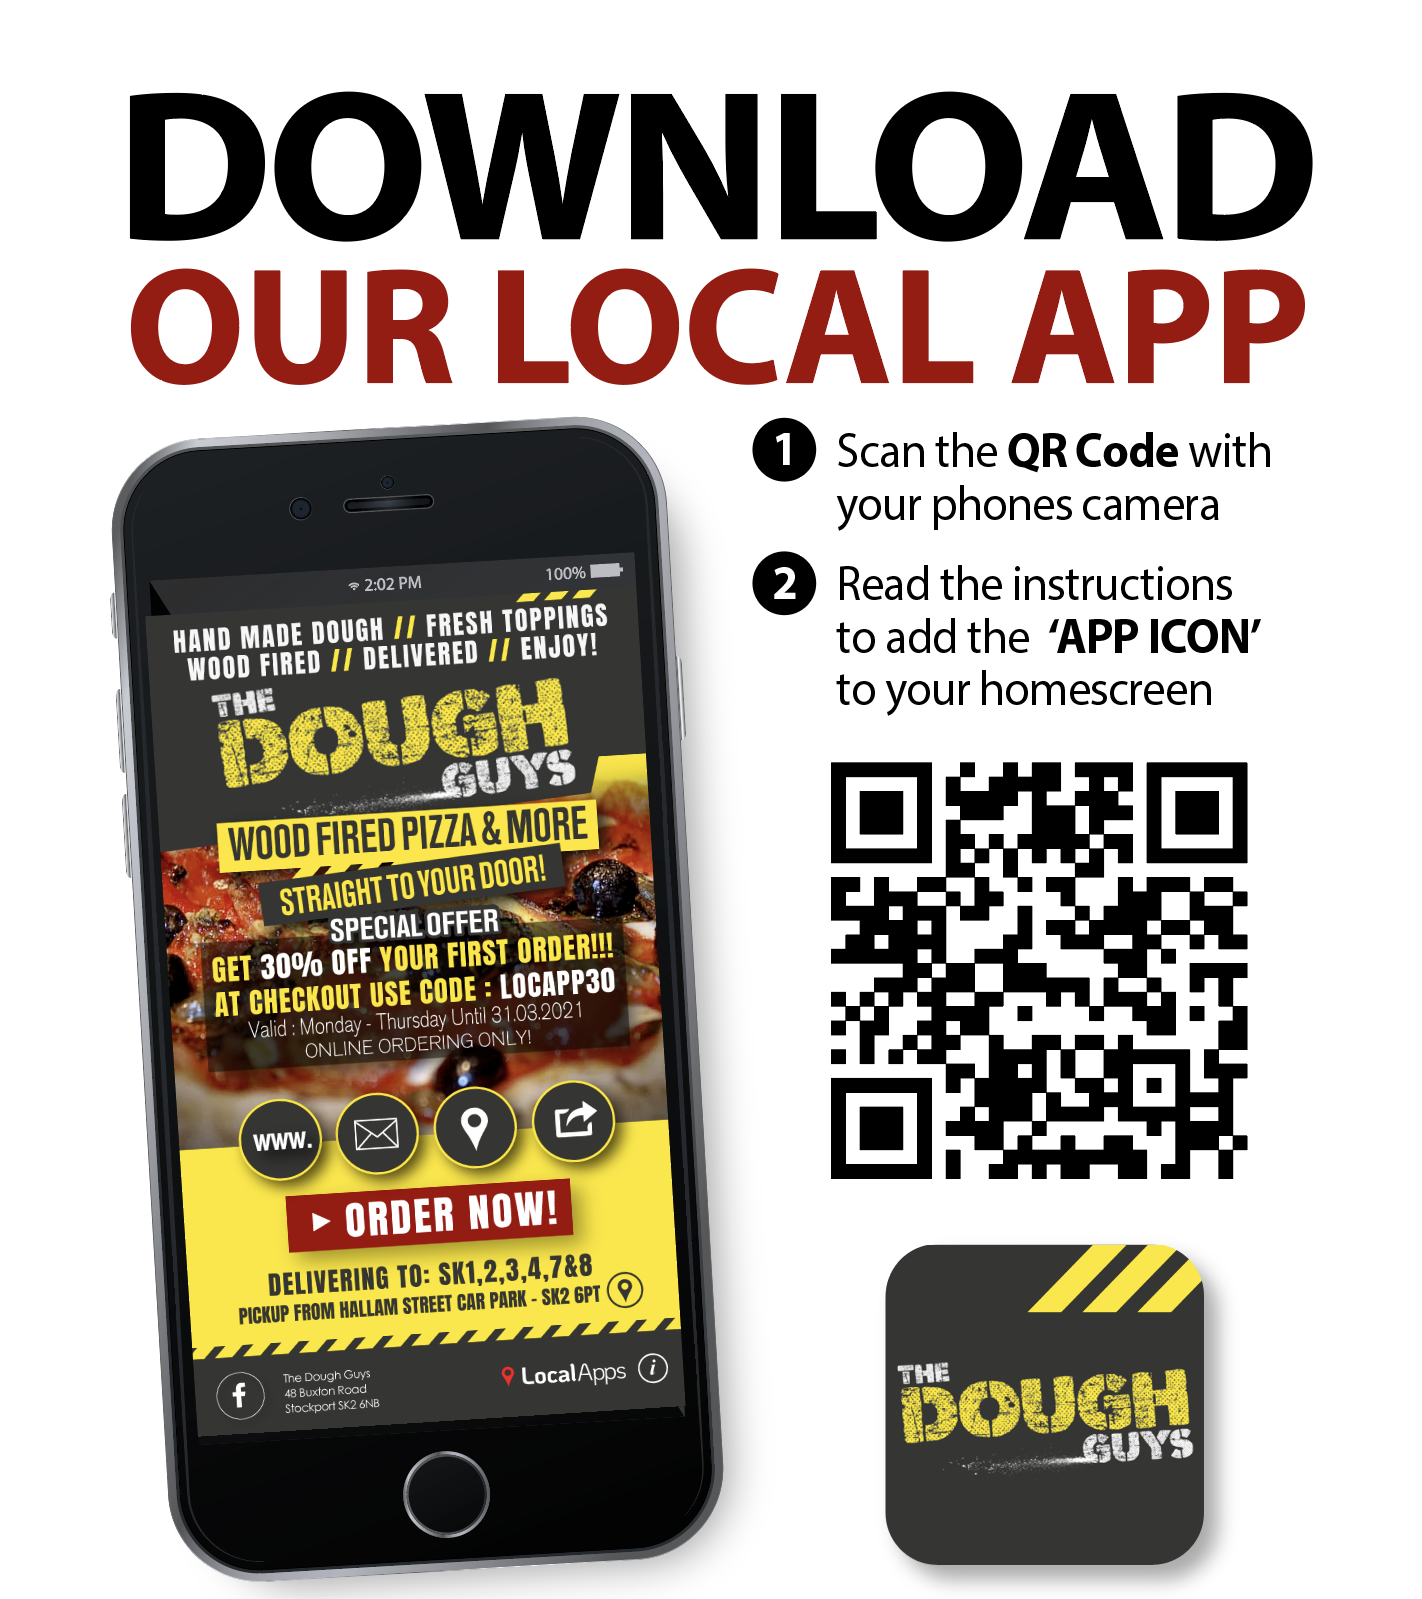 DOWNLOAD
OUR LOCAL APP
1 Scan the QR Code with
your phones camera
2 Read the instructions
to add the 'APP ICON'
to your homescreen
2:02 PM 100%
HAND MADE DOUGH // FRESH TOPPINGS
WOOD FIRED // DELIVERED // ENJOY!
THE
DOUGH
GUYS
WOOD FIRED PIZZA & MORE
STRAIGHT TO YOUR DOOR!
SPECIAL OFFER
GET 30% OFF YOUR FIRST ORDER!!!
AT CHECKOUT USE CODE : LOCAPP30
Valid : Monday - Thursday Until 31.03.2021
ONLINE ORDERING ONLY!
www.
ORDER NOW!
DELIVERING TO: SK1,2,3,4,7&8
PICKUP FROM HALLAM STREET CAR PARK - SK2 6PT
f
The Dough Guys
48 Buxton Road
Stockport SK2 6NB
LocalApps i
THE
DOUGH
GUYS